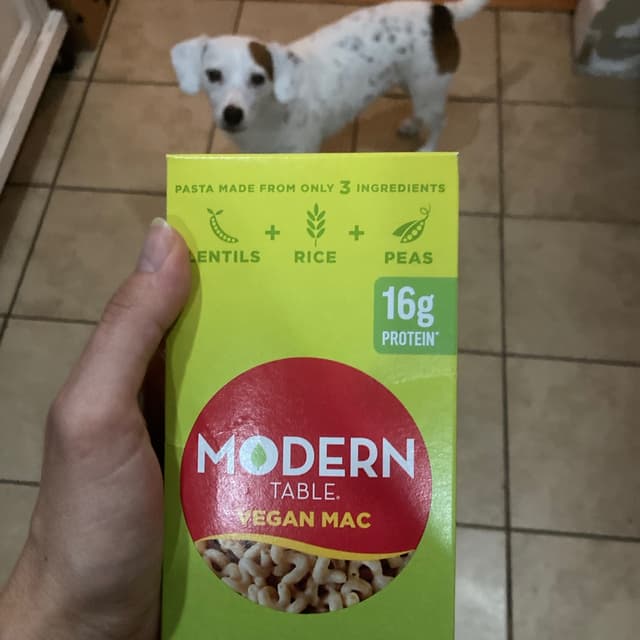 PASTA MADE FROM ONLY 3 INGREDIENTS
LENTILS + RICE + PEAS
16g
PROTEIN*
MODERN
TABLE®
VEGAN MAC